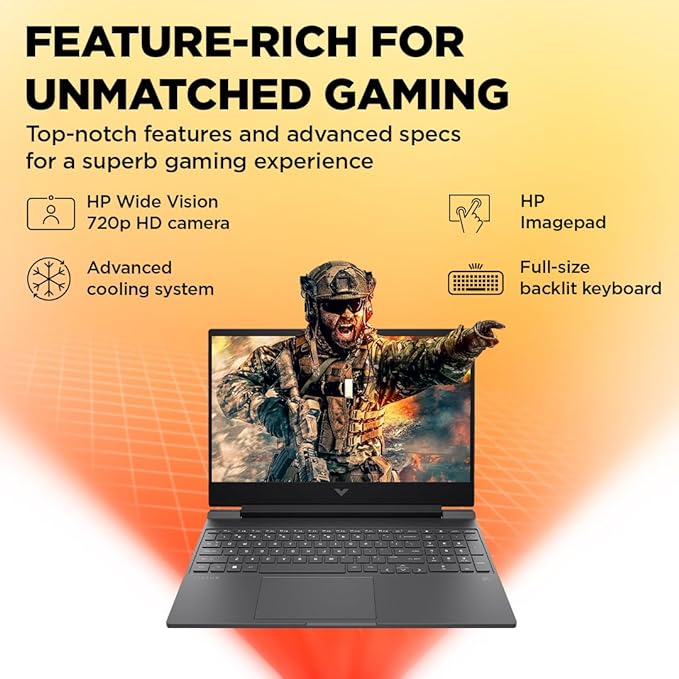 FEATURE-RICH FOR
UNMATCHED GAMING
Top-notch features and advanced specs
for a superb gaming experience
HP Wide Vision
720p HD camera
HP
Imagepad
Advanced
cooling system
Full-size
backlit keyboard